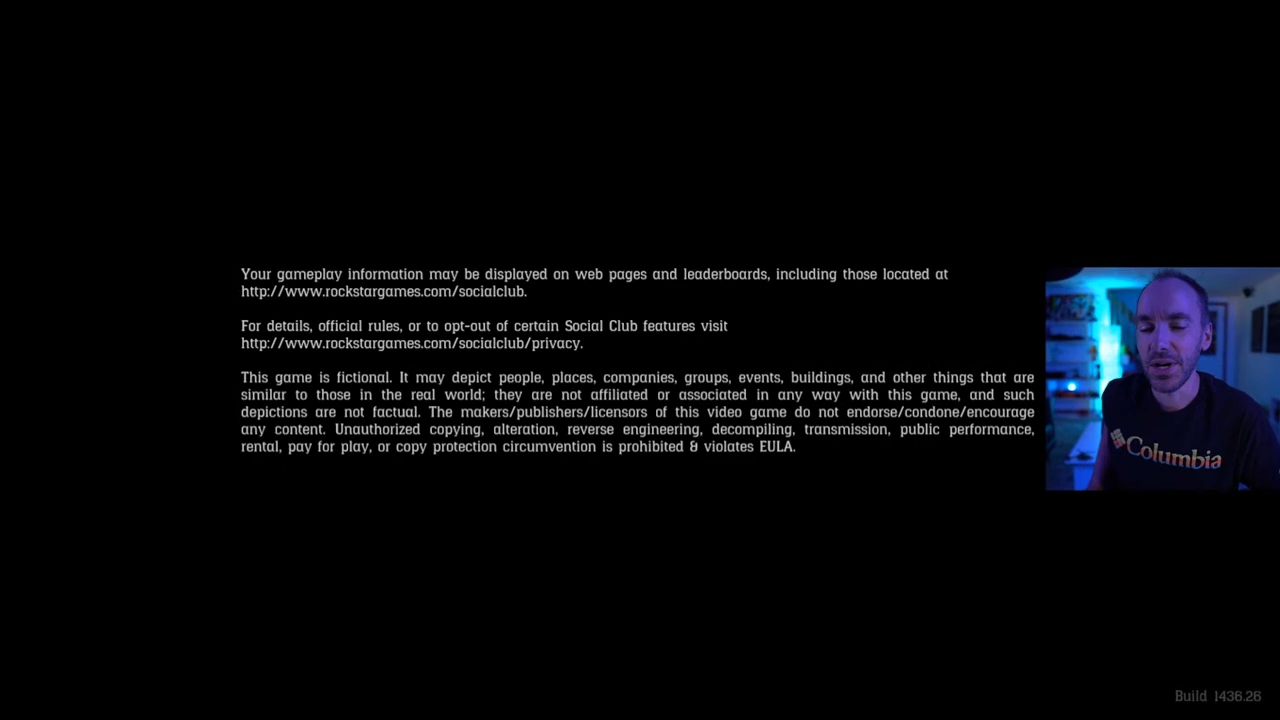 Your gameplay information may be displayed on web pages and leaderboards, including those located at
http://www.rockstargames.com/socialclub.
For details, official rules, or to opt-out of certain Social Club features visit
http://www.rockstargames.com/socialclub/privacy.
This game is fictional. It may depict people, places, companies, groups, events, buildings, and other things that are
similar to those in the real world; they are not affiliated or associated in any way with this game, and such
depictions are not factual. The makers/publishers/licensors of this video game do not endorse/condone/encourage
any content. Unauthorized copying, alteration, reverse engineering, decompiling, transmission, public performance,
rental, pay for play, or copy protection circumvention is prohibited & violates EULA.
Columbia
Build 1436.26